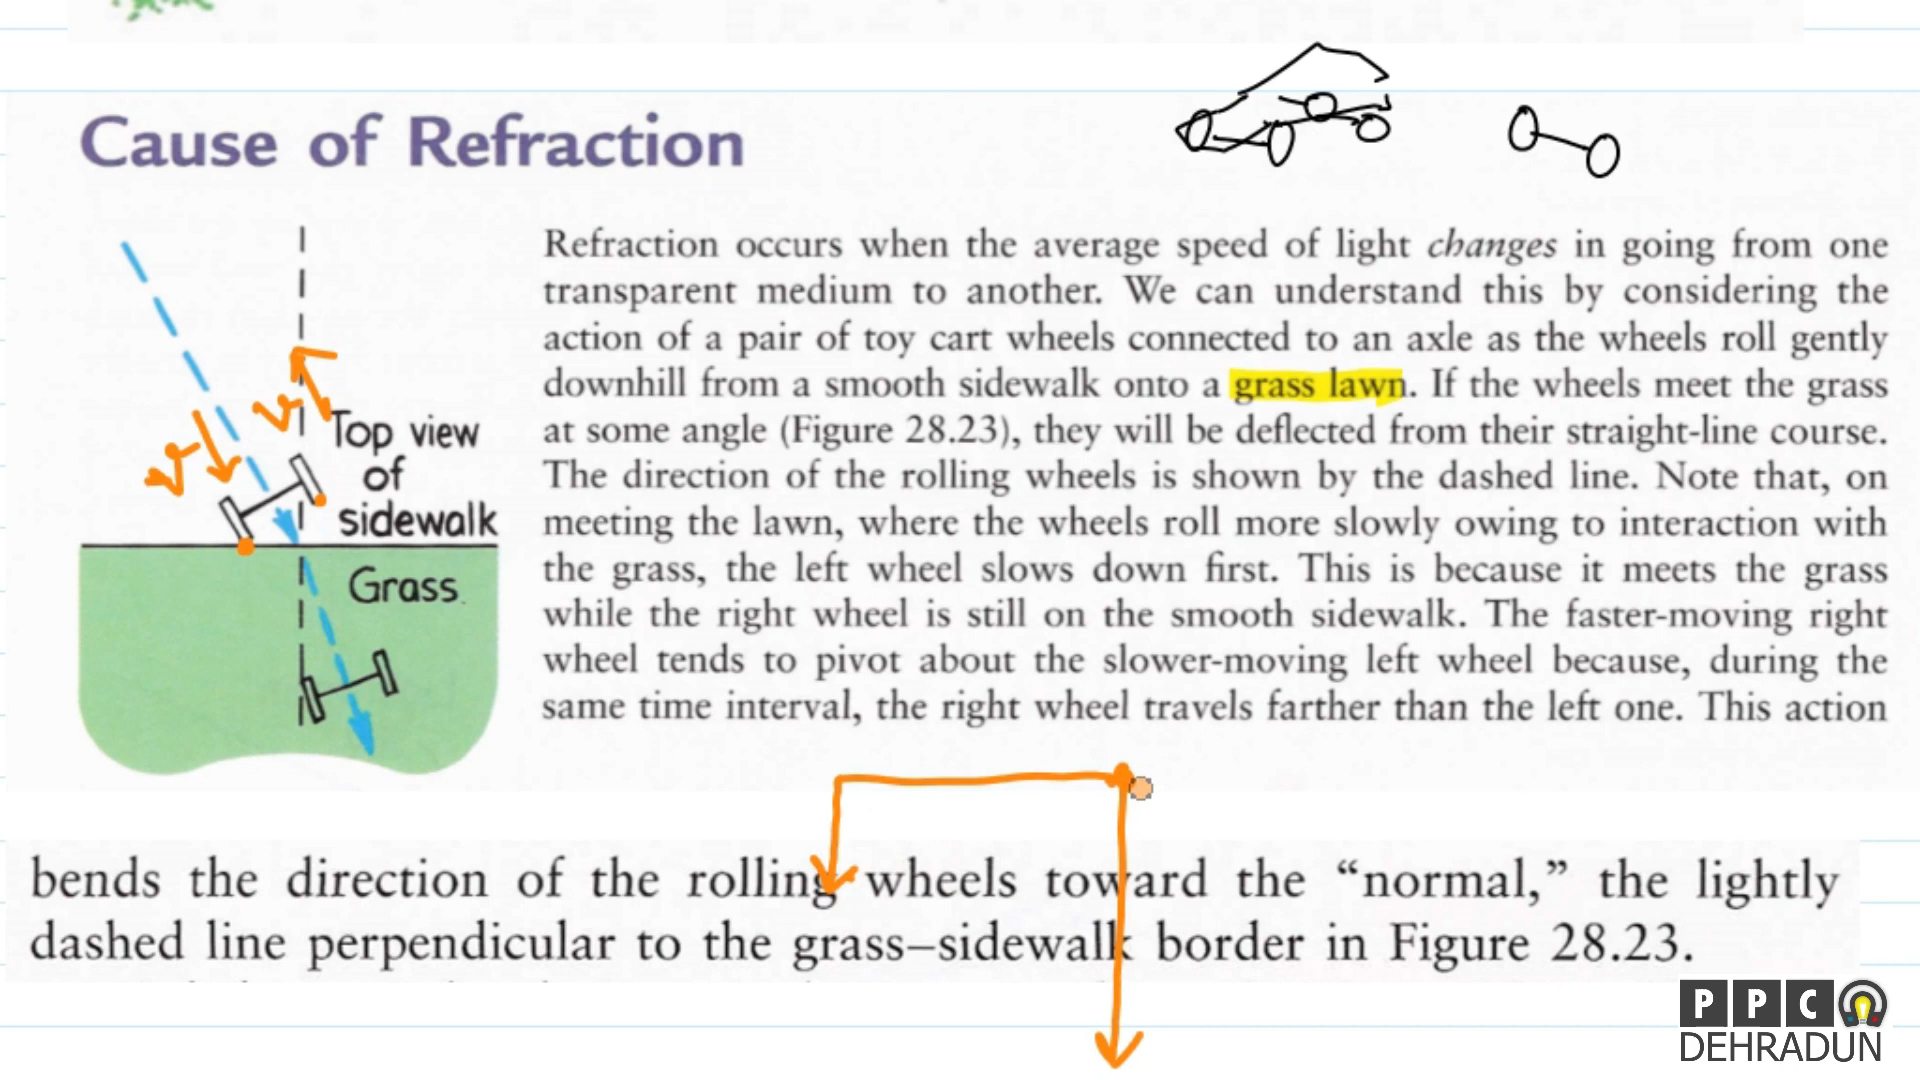 Cause of Refraction
Refraction occurs when the average speed of light changes in going from one
transparent medium to another. We can understand this by considering the
action of a pair of toy cart wheels connected to an axle as the wheels roll gently
downhill from a smooth sidewalk onto a grass lawn. If the wheels meet the grass
at some angle (Figure 28.23), they will be deflected from their straight-line course.
The direction of the rolling wheels is shown by the dashed line. Note that, on
meeting the lawn, where the wheels roll more slowly owing to interaction with
the grass, the left wheel slows down first. This is because it meets the grass
while the right wheel is still on the smooth sidewalk. The faster-moving right
wheel tends to pivot about the slower-moving left wheel because, during the
same time interval, the right wheel travels farther than the left one. This action
v
v
Top view
of
sidewalk
Grass
bends the direction of the rolling wheels toward the “normal,” the lightly
dashed line perpendicular to the grass–sidewalk border in Figure 28.23.
PPC
DEHRADUN